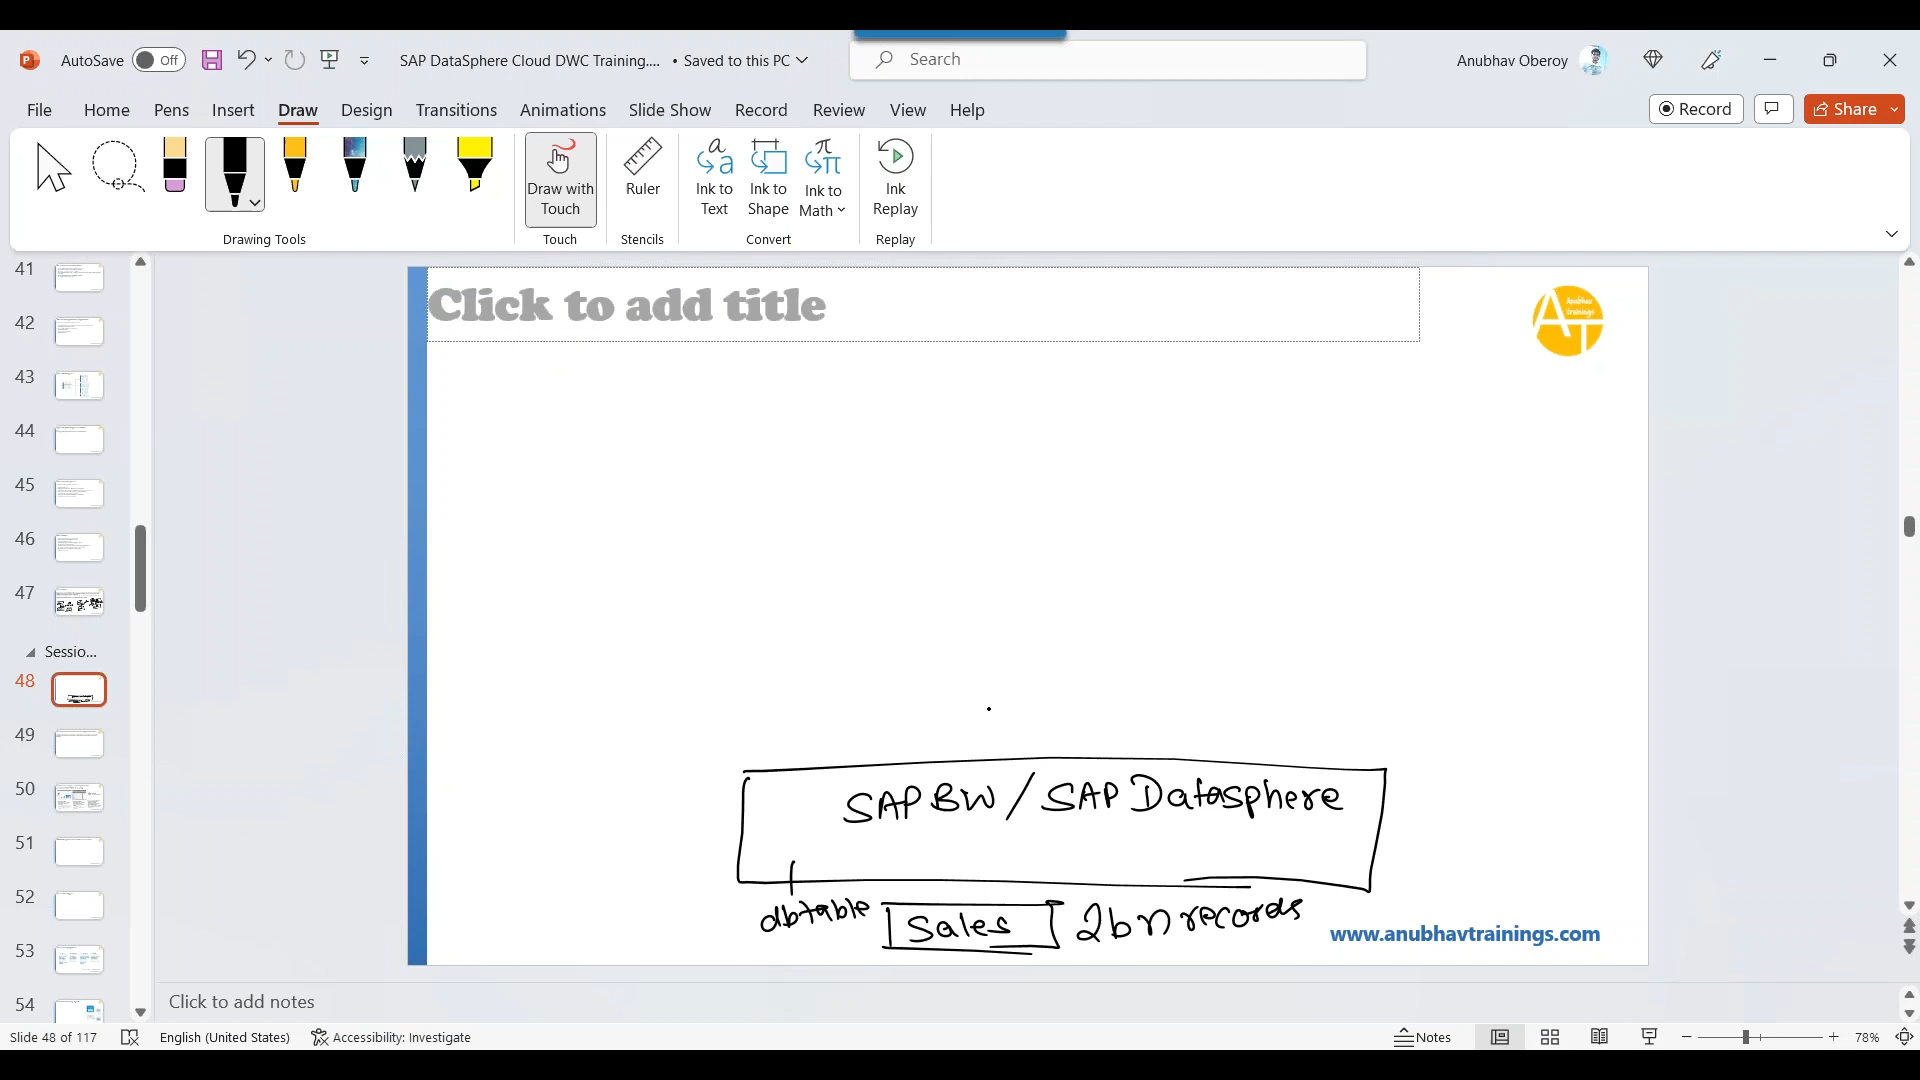 AutoSave Off SAP DataSphere Cloud DWC Training.... • Saved to this PC Search Anubhav Oberoy
File Home Pens Insert Draw Design Transitions Animations Slide Show Record Review View Help Record Share
Draw with Touch
Ruler
Ink to Text
Ink to Shape
Ink to Math
Ink Replay
Drawing Tools Touch Stencils Convert Replay
41
42
43
44
45
46
47
Sessio...
48
49
50
51
52
53
54
Click to add title
Anubhav
trainings
AT
SAP BW / SAP Datasphere
dbtable Sales 2bn records
www.anubhavtrainings.com
Click to add notes
Slide 48 of 117 English (United States) Accessibility: Investigate Notes 78%